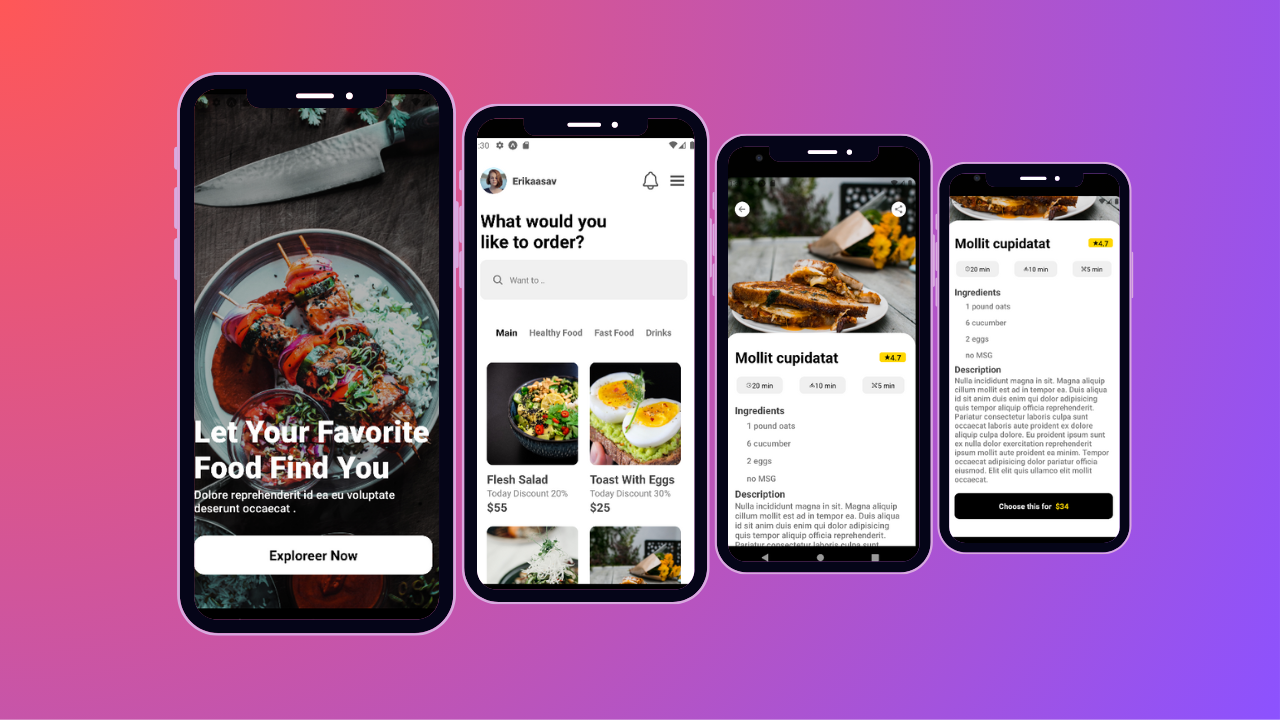 Let Your Favorite
Food Find You
Dolore reprehenderit id ea eu voluptate
deserunt occaecat .
Exploreer Now
:30
Erikaasav
What would you
like to order?
Want to ..
Main Healthy Food Fast Food Drinks
Flesh Salad
Today Discount 20%
$55
Toast With Eggs
Today Discount 30%
$25
Mollit cupidatat
★4.7
20 min 10 min 5 min
Ingredients
1 pound oats
6 cucumber
2 eggs
no MSG
Description
Nulla incididunt magna in sit. Magna aliquip
cillum mollit est ad in tempor ea. Duis aliqua
id sit anim duis enim qui dolor adipisicing
quis tempor aliquip officia reprehenderit.
Pariatur consectetur laboris culpa sunt
Mollit cupidatat
★4.7
20 min 10 min 5 min
Ingredients
1 pound oats
6 cucumber
2 eggs
no MSG
Description
Nulla incididunt magna in sit. Magna aliquip
cillum mollit est ad in tempor ea. Duis aliqua
id sit anim duis enim qui dolor adipisicing
quis tempor aliquip officia reprehenderit.
Pariatur consectetur laboris culpa sunt
occaecat laboris aute proident ex dolore
aliquip culpa dolore. Eu proident ipsum sunt
ex nulla dolor exercitation reprehenderit
ipsum mollit aute proident ea minim. Tempor
occaecat adipisicing dolor pariatur officia
eiusmod. Elit elit quis ullamco elit mollit
occaecat.
Choose this for $34